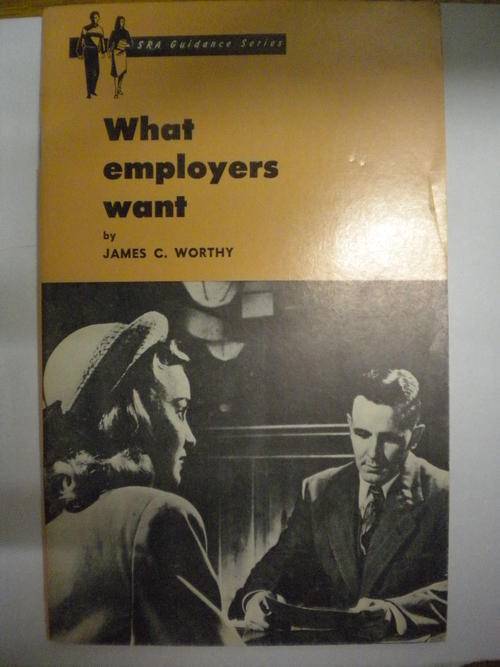 SRA Guidance Series
What
employers
want
by
JAMES C. WORTHY